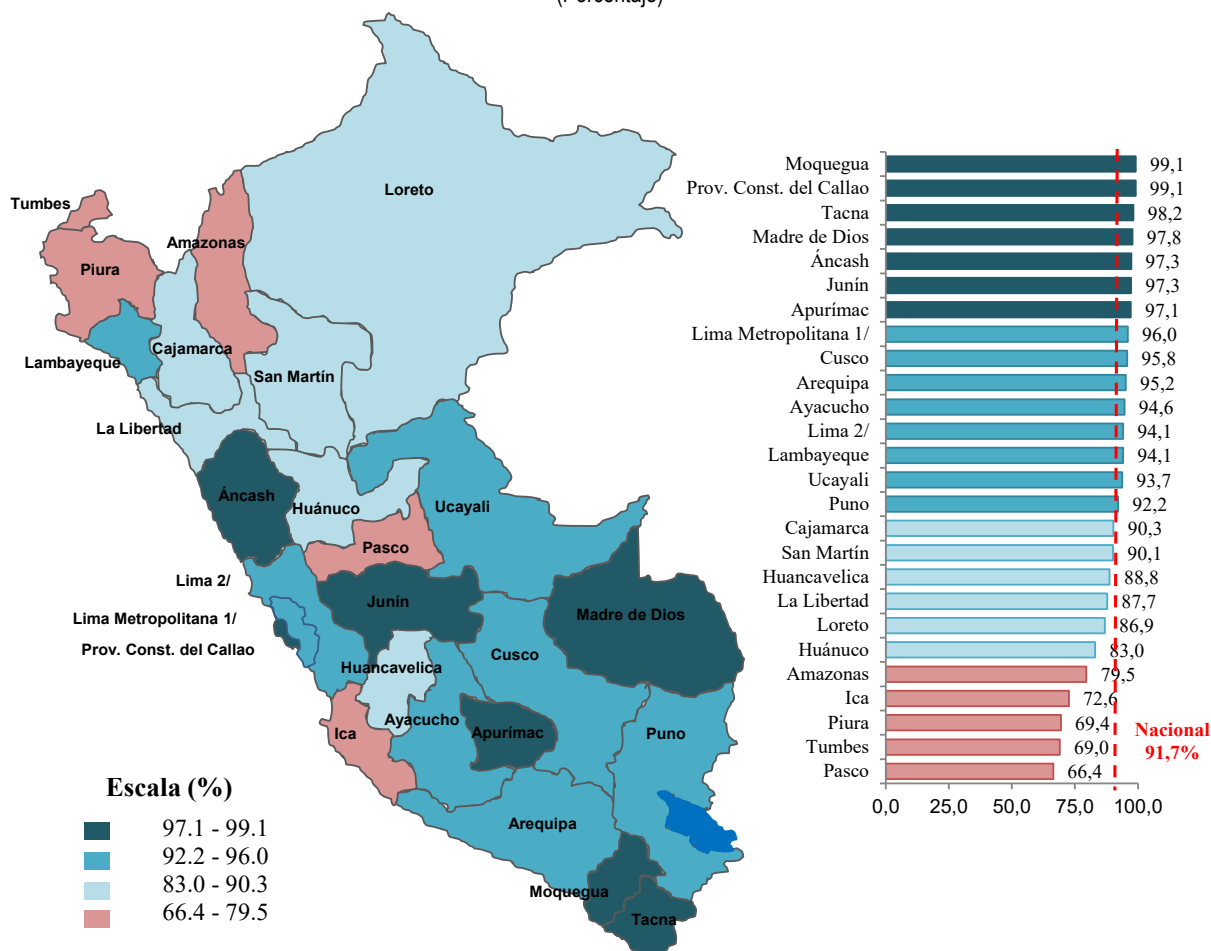 (Porcentaje)
Loreto
Tumbes
Amazonas
Piura
Cajamarca
Lambayeque
San Martín
La Libertad
Áncash
Huánuco
Ucayali
Pasco
Lima 2/
Junín
Lima Metropolitana 1/
Madre de Dios
Prov. Const. del Callao
Cusco
Huancavelica
Ayacucho
Ica
Apurímac
Puno
Arequipa
Moquegua
Tacna
Escala (%)
97.1 - 99.1
92.2 - 96.0
83.0 - 90.3
66.4 - 79.5
Moquegua 99,1
Prov. Const. del Callao 99,1
Tacna 98,2
Madre de Dios 97,8
Áncash 97,3
Junín 97,3
Apurímac 97,1
Lima Metropolitana 1/ 96,0
Cusco 95,8
Arequipa 95,2
Ayacucho 94,6
Lima 2/ 94,1
Lambayeque 94,1
Ucayali 93,7
Puno 92,2
Cajamarca 90,3
San Martín 90,1
Huancavelica 88,8
La Libertad 87,7
Loreto 86,9
Huánuco 83,0
Amazonas 79,5
Ica 72,6
Piura 69,4
Tumbes 69,0
Pasco 66,4
Nacional
91,7%
0,0 25,0 50,0 75,0 100,0